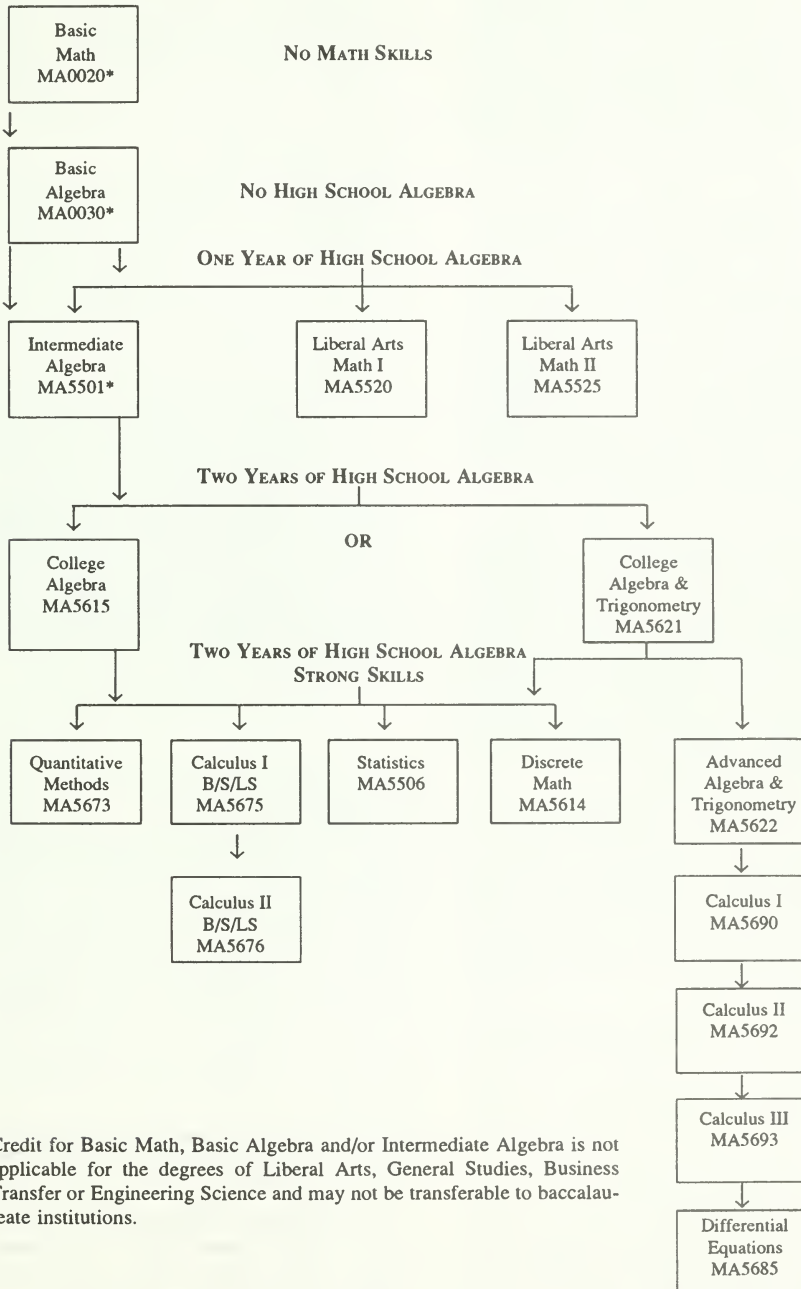 Basic
Math
MA0020*
No Math Skills
Basic
Algebra
MA0030*
No High School Algebra
One Year of High School Algebra
Intermediate
Algebra
MA5501*
Liberal Arts
Math I
MA5520
Liberal Arts
Math II
MA5525
Two Years of High School Algebra
OR
College
Algebra
MA5615
College
Algebra &
Trigonometry
MA5621
Two Years of High School Algebra
Strong Skills
Quantitative
Methods
MA5673
Calculus I
B/S/LS
MA5675
Statistics
MA5506
Discrete
Math
MA5614
Advanced
Algebra &
Trigonometry
MA5622
Calculus II
B/S/LS
MA5676
Calculus I
MA5690
Calculus II
MA5692
Calculus III
MA5693
Differential
Equations
MA5685
Credit for Basic Math, Basic Algebra and/or Intermediate Algebra is not
applicable for the degrees of Liberal Arts, General Studies, Business
Transfer or Engineering Science and may not be transferable to baccalau-
reate institutions.